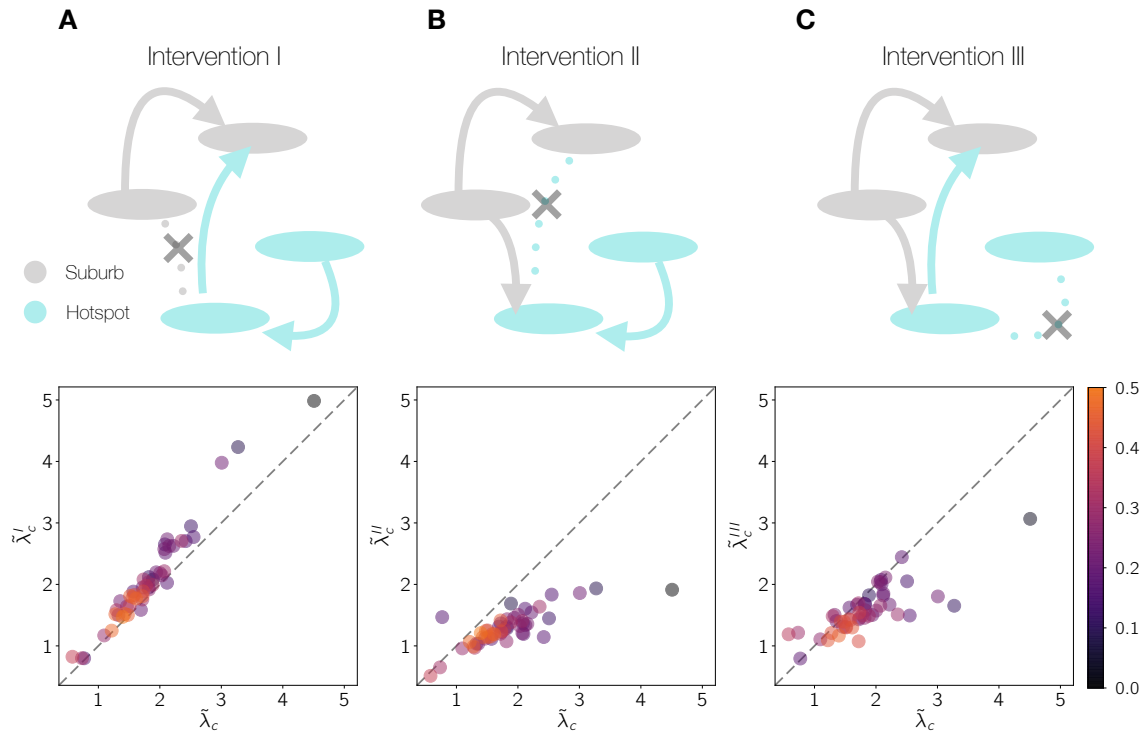 A
B
C
Intervention I
Intervention II
Intervention III
Suburb
Hotspot
5
4
3
2
1
λ̃_c^I
1 2 3 4 5
λ̃_c
5
4
3
2
1
λ̃_c^{II}
1 2 3 4 5
λ̃_c
5
4
3
2
1
λ̃_c^{III}
1 2 3 4 5
λ̃_c
0.5
0.4
0.3
0.2
0.1
0.0